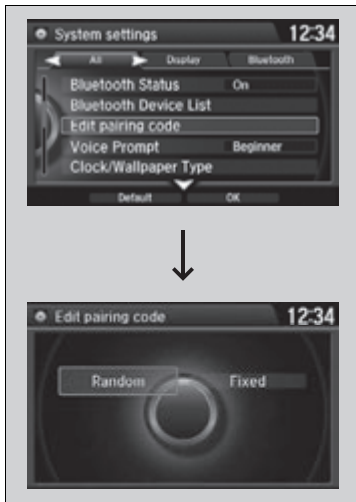 System settings 12:34
All Display Bluetooth
Bluetooth Status On
Bluetooth Device List
Edit pairing code
Voice Prompt Beginner
Clock/Wallpaper Type
Default OK
Edit pairing code 12:34
Random Fixed